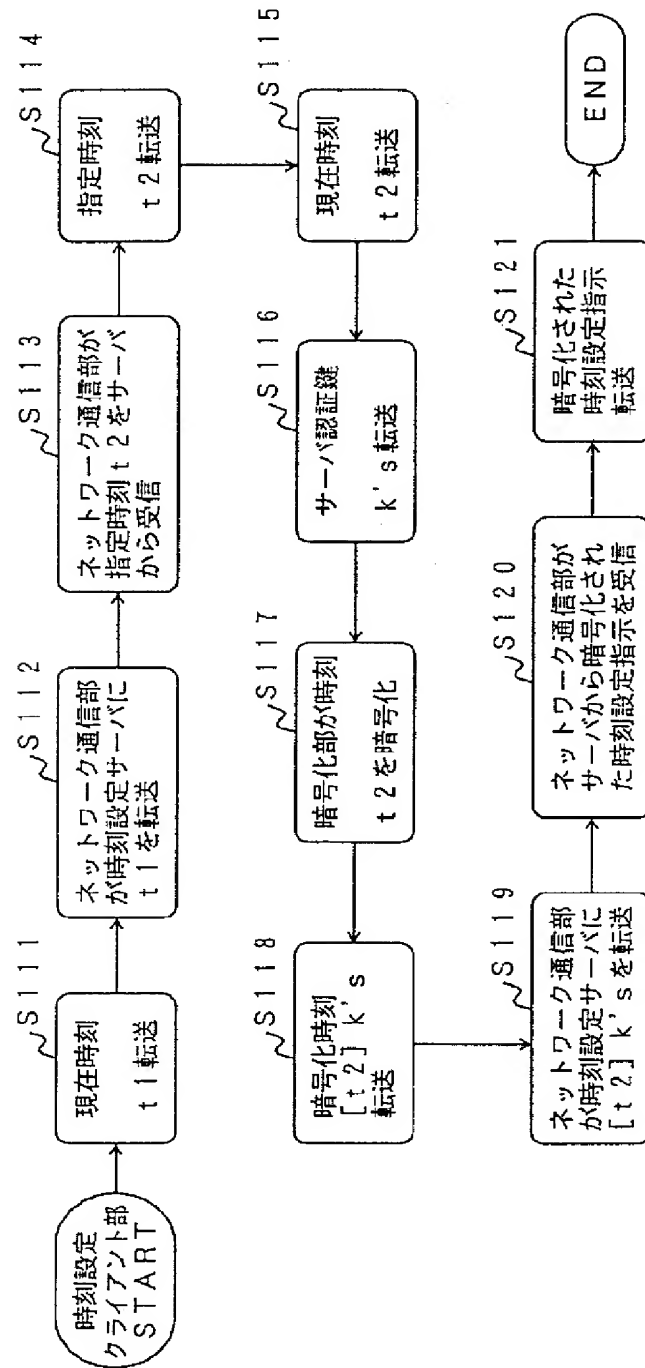 時刻設定
クライアント部
START
S111
現在時刻
t1転送
S112
ネットワーク通信部
が時刻設定サーバに
t1を転送
S113
ネットワーク通信部が
指定時刻t2をサーバ
から受信
S114
指定時刻
t2転送
S115
現在時刻
t2転送
S116
サーバ認証鍵
k's転送
S117
暗号化部が時刻
t2を暗号化
S118
暗号化時刻
[t2]k's
転送
S119
ネットワーク通信部
が時刻設定サーバに
[t2]k'sを転送
S120
ネットワーク通信部が
サーバから暗号化され
た時刻設定指示を受信
S121
暗号化された
時刻設定指示
転送
END